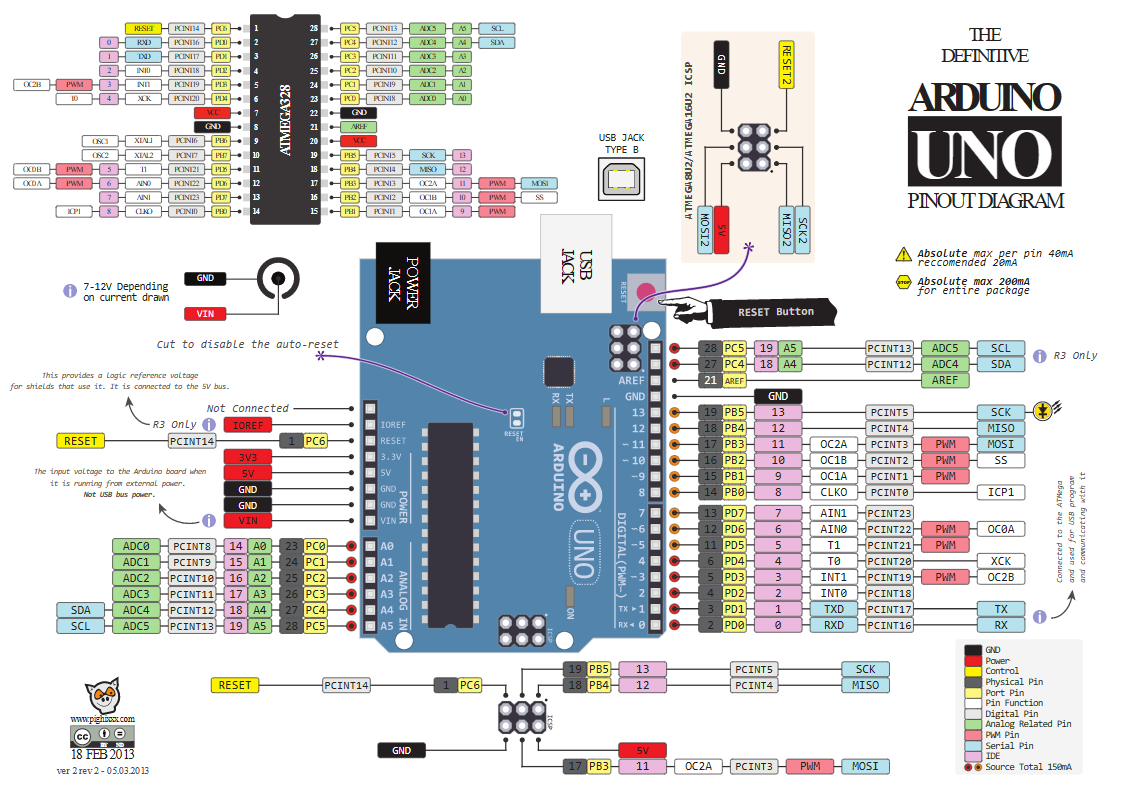 THE
DEFINITIVE
ARDUINO
UNO
PINOUT DIAGRAM
RESET PCINT14 PC6 1 28 PC5 PCINT13 ADC5 A5 SCL
0 RXD PCINT16 PD0 2 27 PC4 PCINT12 ADC4 A4 SDA
1 TXD PCINT17 PD1 3 26 PC3 PCINT11 ADC3 A3
2 INT0 PCINT18 PD2 4 25 PC2 PCINT10 ADC2 A2
OC2B PWM 3 INT1 PCINT19 PD3 5 24 PC1 PCINT9 ADC1 A1
T0 4 XCK PCINT20 PD4 6 23 PC0 PCINT18 ADC0 A0
VCC 7 22 GND
GND 8 21 AREF
OSC1 XTAL1 PCINT6 PB6 9 20 VCC
OSC2 XTAL2 PCINT7 PB7 10 19 PB5 PCINT15 SCK 13
OC0B PWM 5 T1 PCINT21 PD5 11 18 PB4 PCINT14 MISO 12
OC0A PWM 6 AIN0 PCINT22 PD6 12 17 PB3 PCINT13 OC2A 11 PWM MOSI
7 AIN1 PCINT23 PD7 13 16 PB2 PCINT12 OC1B 10 PWM SS
ICP1 8 CLKO PCINT0 PB0 14 15 PB1 PCINT11 OC1A 9 PWM
ATMEGA328
USB JACK
TYPE B
ATMEGA8U2/ATMEGA16U2 ICSP
GND
RESET2
MOSI2
5V
MISO2
SCK2
Absolute max per pin 40mA
reccomended 20mA
STOP
Absolute max 200mA
for entire package
7-12V Depending
on current drawn
GND
VIN
POWER
JACK
USB
JACK
RESET
RESET Button
Cut to disable the auto-reset
This provides a logic reference voltage
for shields that use it. It is connected to the 5V bus.
Not Connected
R3 Only IOREF
RESET PCINT14 1 PC6
3V3
5V
GND
GND
VIN
The input voltage to the Arduino board when
it is running from external power.
Not USB bus power.
ADC0 PCINT8 14 A0 23 PC0
ADC1 PCINT9 15 A1 24 PC1
ADC2 PCINT10 16 A2 25 PC2
ADC3 PCINT11 17 A3 26 PC3
SDA ADC4 PCINT12 18 A4 27 PC4
SCL ADC5 PCINT13 19 A5 28 PC5
IOREF
RESET
3.3V
5V
GND
GND
VIN
POWER
A0
A1
A2
A3
A4
A5
ANALOG IN
RESET
EN
RX
TX
L
ARDUINO
UNO
ON
ICSP
AREF
GND
13
12
~11
~10
~9
8
7
~6
~5
4
~3
2
TX 1
RX 0
DIGITAL(PWM~)
28 PC5 19 A5 PCINT13 ADC5 SCL
R3 Only
27 PC4 18 A4 PCINT12 ADC4 SDA
21 AREF AREF
GND
19 PB5 13 PCINT5 SCK
18 PB4 12 PCINT4 MISO
17 PB3 11 OC2A PCINT3 PWM MOSI
16 PB2 10 OC1B PCINT2 PWM SS
15 PB1 9 OC1A PCINT1 PWM
14 PB0 8 CLKO PCINT0 ICP1
13 PD7 7 AIN1 PCINT23
12 PD6 6 AIN0 PCINT22 PWM OC0A
11 PD5 5 T1 PCINT21 PWM
6 PD4 4 T0 PCINT20 XCK
5 PD3 3 INT1 PCINT19 PWM OC2B
4 PD2 2 INT0 PCINT18
3 PD1 1 TXD PCINT17 TX
2 PD0 0 RXD PCINT16 RX
Connected to the ATMega
and used for USB program
and communicating with it
RESET PCINT14 1 PC6
19 PB5 13 PCINT5 SCK
18 PB4 12 PCINT4 MISO
ICSP
GND
5V
17 PB3 11 OC2A PCINT3 PWM MOSI
GND
Power
Control
Physical Pin
Port Pin
Pin Function
Digital Pin
Analog Related Pin
PWM Pin
Serial Pin
IDE
Source Total 150mA
www.pighixxx.com
cc
BY ND
18 FEB 2013
ver 2 rev 2 - 05.03.2013